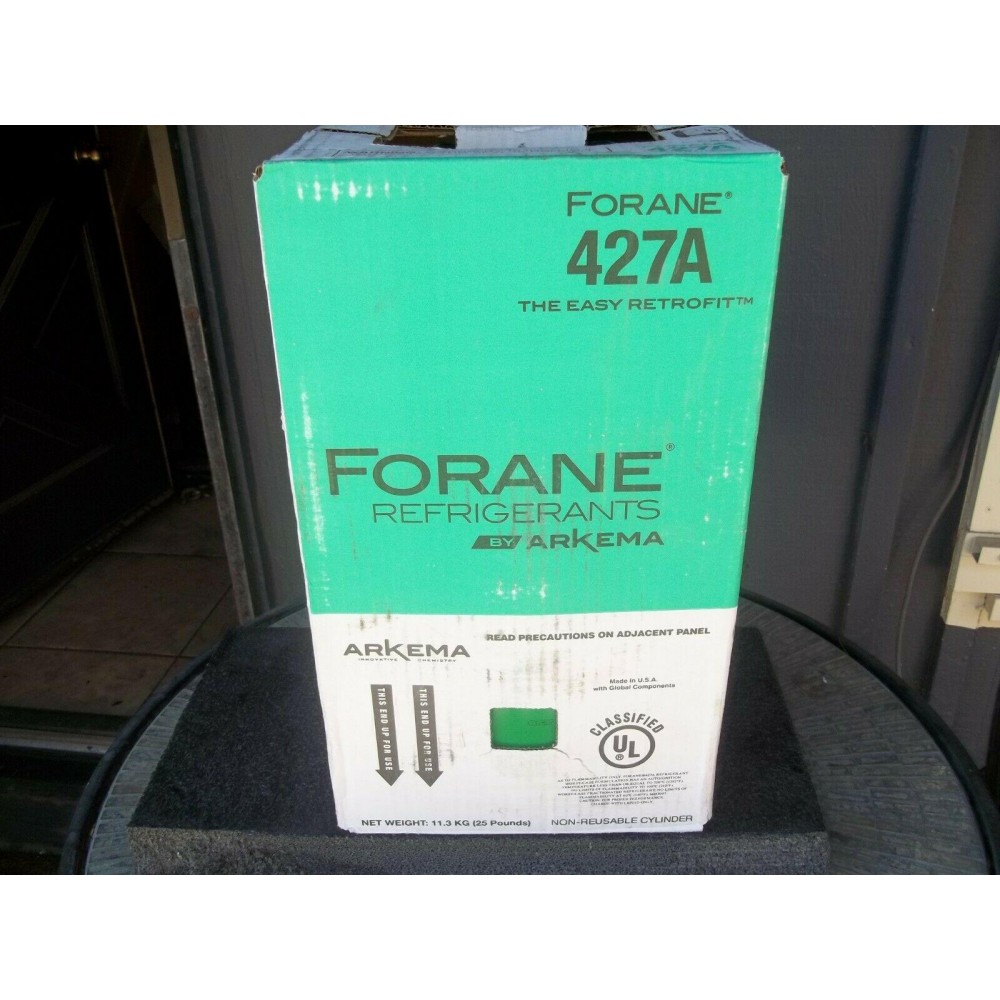 FORANE®
427A
THE EASY RETROFIT™
FORANE®
REFRIGERANTS
BY ARKEMA
ARKEMA
INNOVATIVE CHEMISTRY
READ PRECAUTIONS ON ADJACENT PANEL
Made in U.S.A.
with Global Components
THIS END UP FOR USE
THIS END UP FOR USE
CLASSIFIED
UL®
NET WEIGHT: 11.3 KG (25 Pounds)
NON-REUSABLE CYLINDER